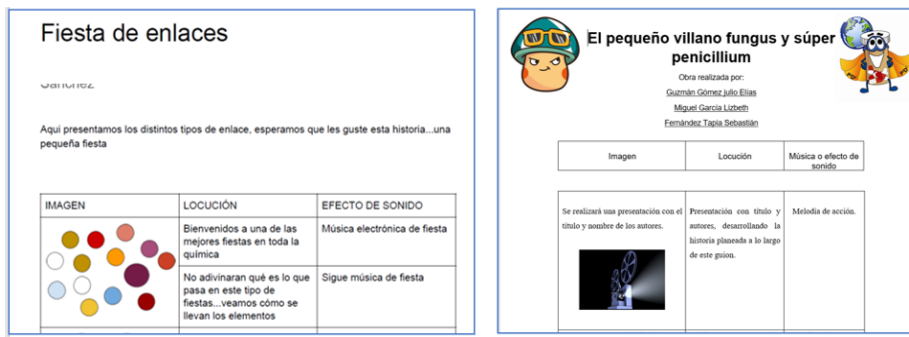 Fiesta de enlaces
Aqui presentamos los distintos tipos de enlace, esperamos que les guste esta historia...una
pequeña fiesta
IMAGEN
LOCUCIÓN
EFECTO DE SONIDO
Bienvenidos a una de las
mejores fiestas en toda la
química
Música electrónica de fiesta
No adivinaran qué es lo que
pasa en este tipo de
fiestas...veamos cómo se
llevan los elementos
Sigue música de fiesta
El pequeño villano fungus y súper
penicillium
Obra realizada por:
Guzmán Gómez julio Elías
Miguel García Lizbeth
Fernández Tapia Sebastián
Imagen
Locución
Música o efecto de
sonido
Se realizará una presentación con el
título y nombre de los autores.
Presentación con título y
autores, desarrollando la
historia planeada a lo largo
de este guion.
Melodía de acción.